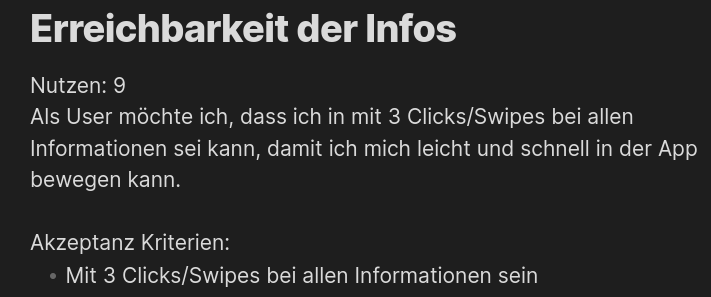 Erreichbarkeit der Infos
Nutzen: 9
Als User möchte ich, dass ich in mit 3 Clicks/Swipes bei allen
Informationen sei kann, damit ich mich leicht und schnell in der App
bewegen kann.
Akzeptanz Kriterien:
• Mit 3 Clicks/Swipes bei allen Informationen sein